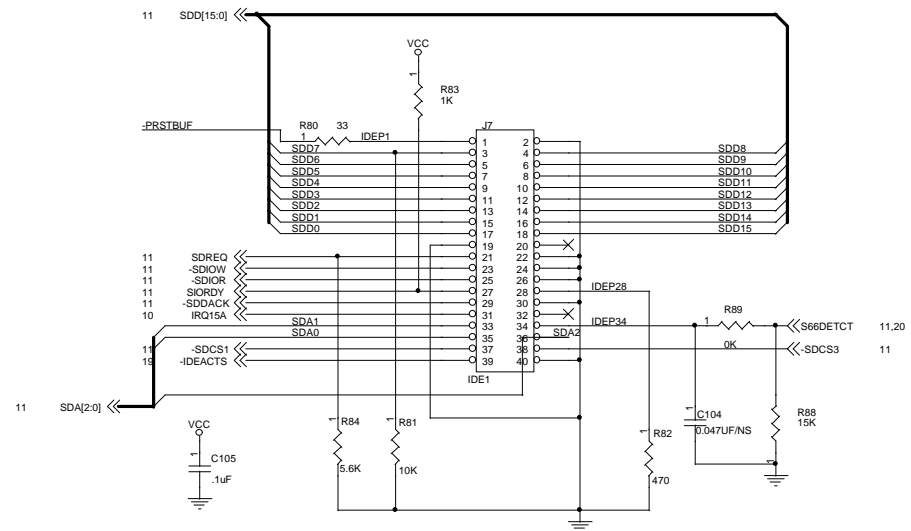 11 SDD[15:0]
VCC
1
R83
1K
J7
-PRSTBUF
R80 33
1
IDEP1
1 2
SDD7 3 4 SDD8
SDD6 5 6 SDD9
SDD5 7 8 SDD10
SDD4 9 10 SDD11
SDD3 11 12 SDD12
SDD2 13 14 SDD13
SDD1 15 16 SDD14
SDD0 17 18 SDD15
19 20
11 SDREQ 21 22
11 -SDIOW 23 24
11 -SDIOR 25 26
11 SIORDY 27 28 IDEP28
11 -SDDACK 29 30
10 IRQ15A 31 32
SDA1 33 34 IDEP34
SDA0 35 36 SDA2
11 -SDCS1 37 38
19 -IDEACTS 39 40
IDE1
R89
1
0K
S66DETCT 11,20
-SDCS3 11
11 SDA[2:0]
VCC
1
C105
.1uF
1
R84
5.6K
1
R81
10K
1
R82
470
1
C104
0.047UF/NS
R88
15K
1